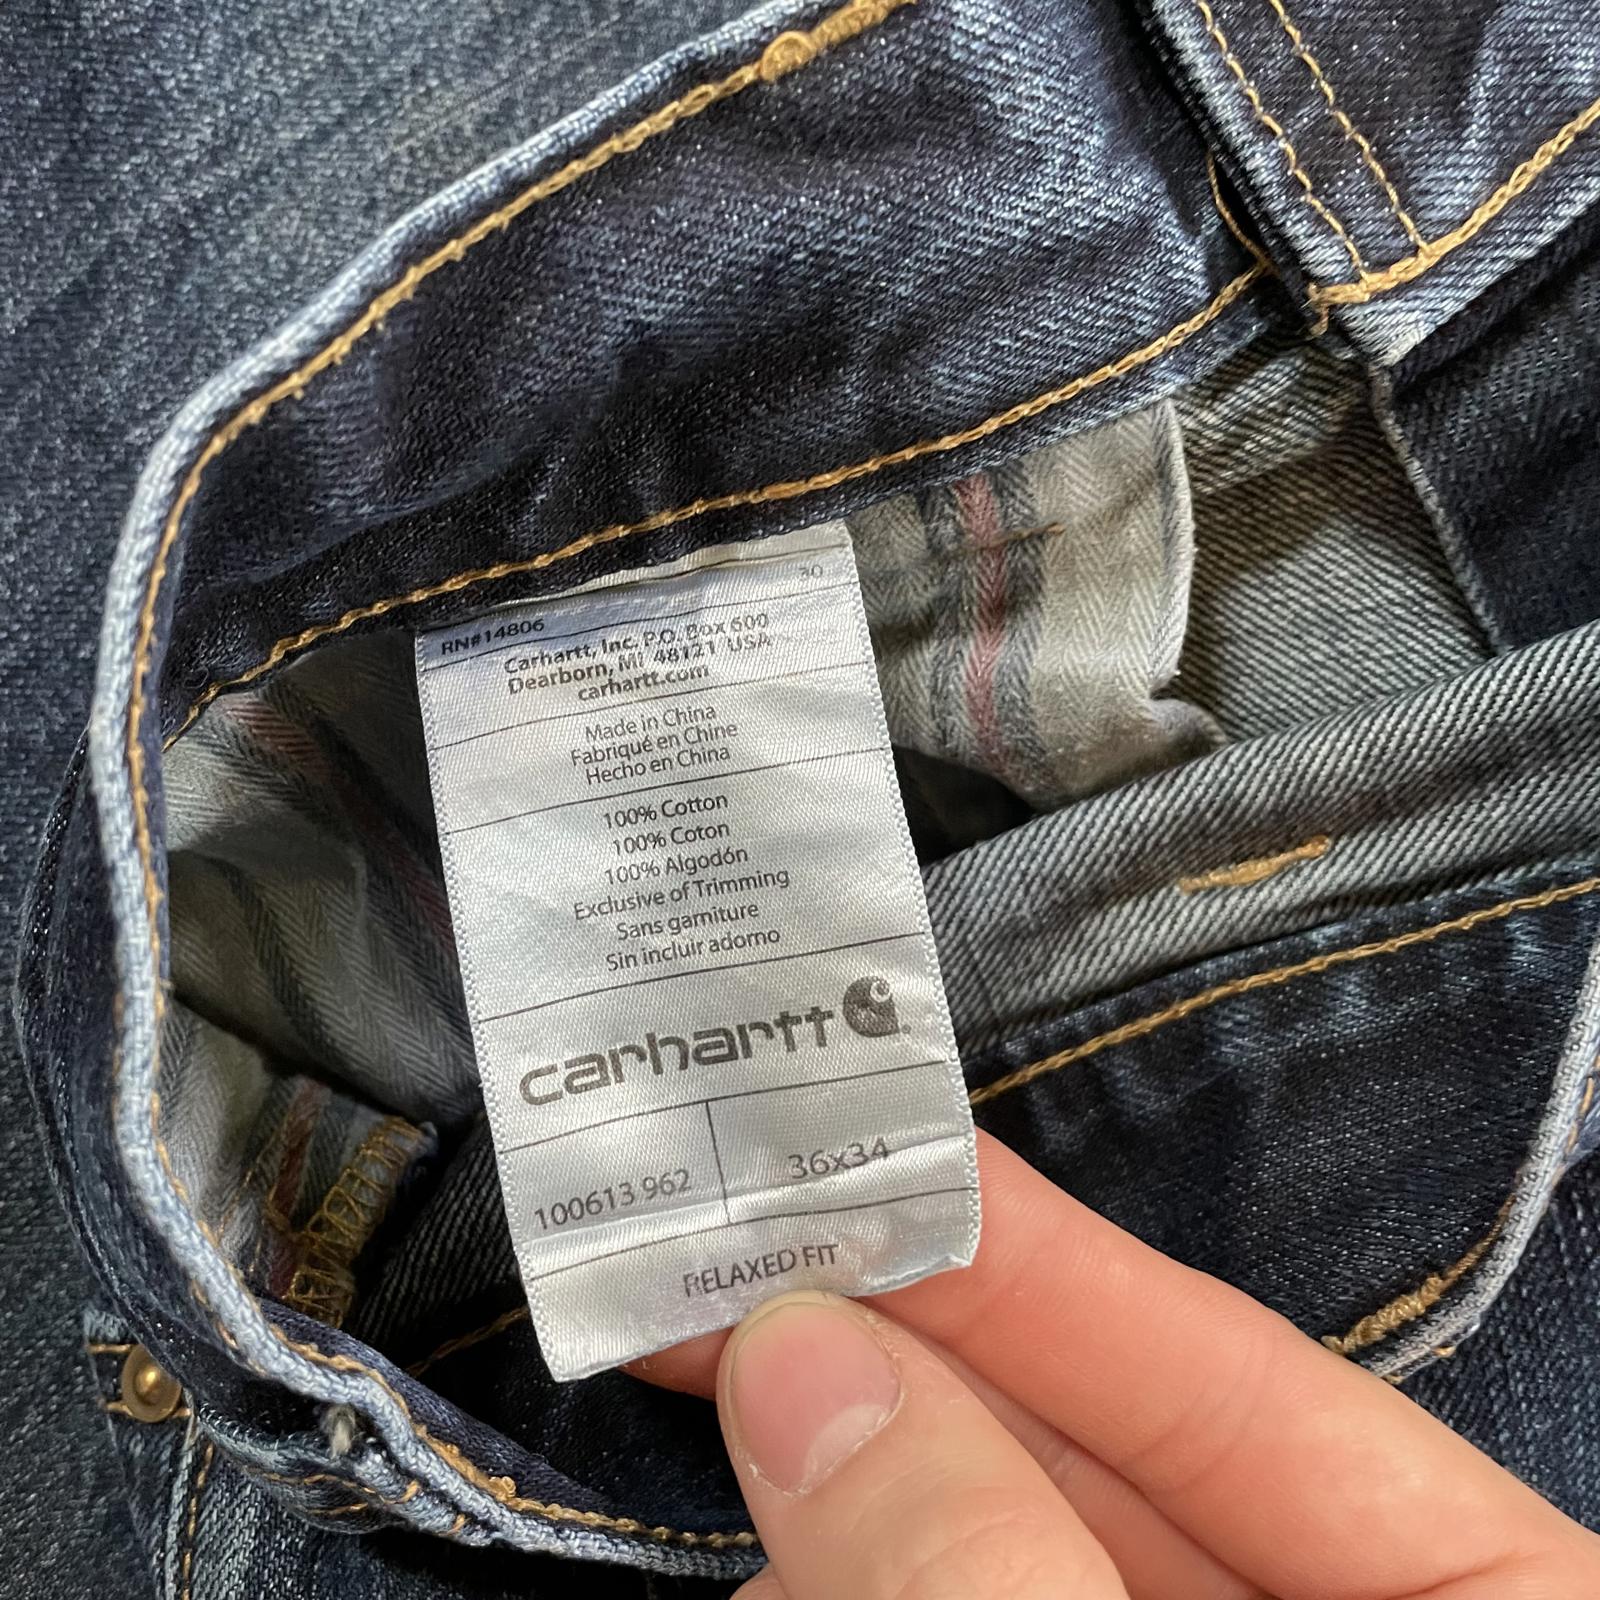 30
RN#14806
Carhartt, Inc. P.O. Box 600
Dearborn, MI 48121 USA
carhartt.com
Made in China
Fabriqué en Chine
Hecho en China
100% Cotton
100% Coton
100% Algodón
Exclusive of Trimming
Sans garniture
Sin incluir adorno
carhartt
100613 962
36x34
RELAXED FIT